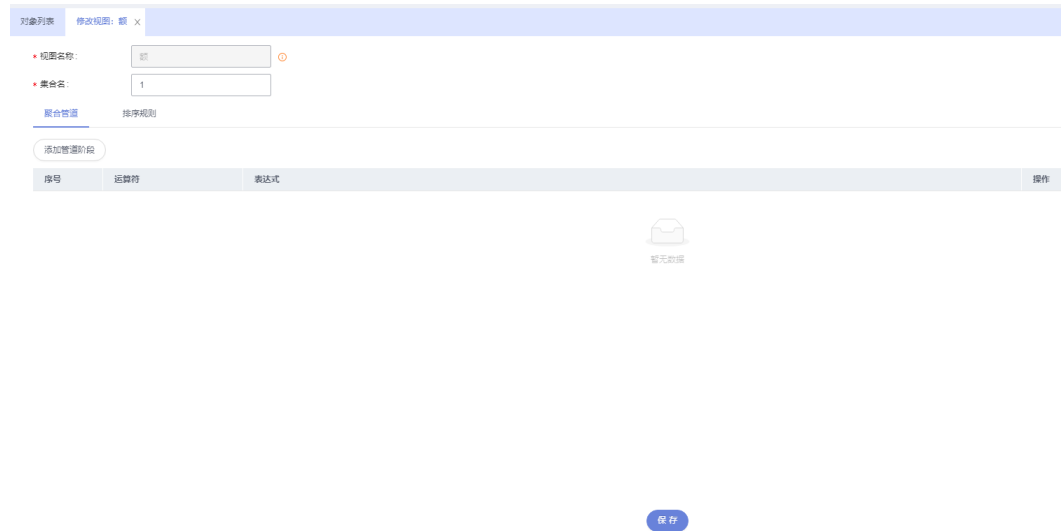 对象列表 修改视图：额 ×
* 视图名称：额
* 集合名：1
聚合管道 排序规则
添加管道阶段
序号 运算符 表达式 操作
暂无数据
保存